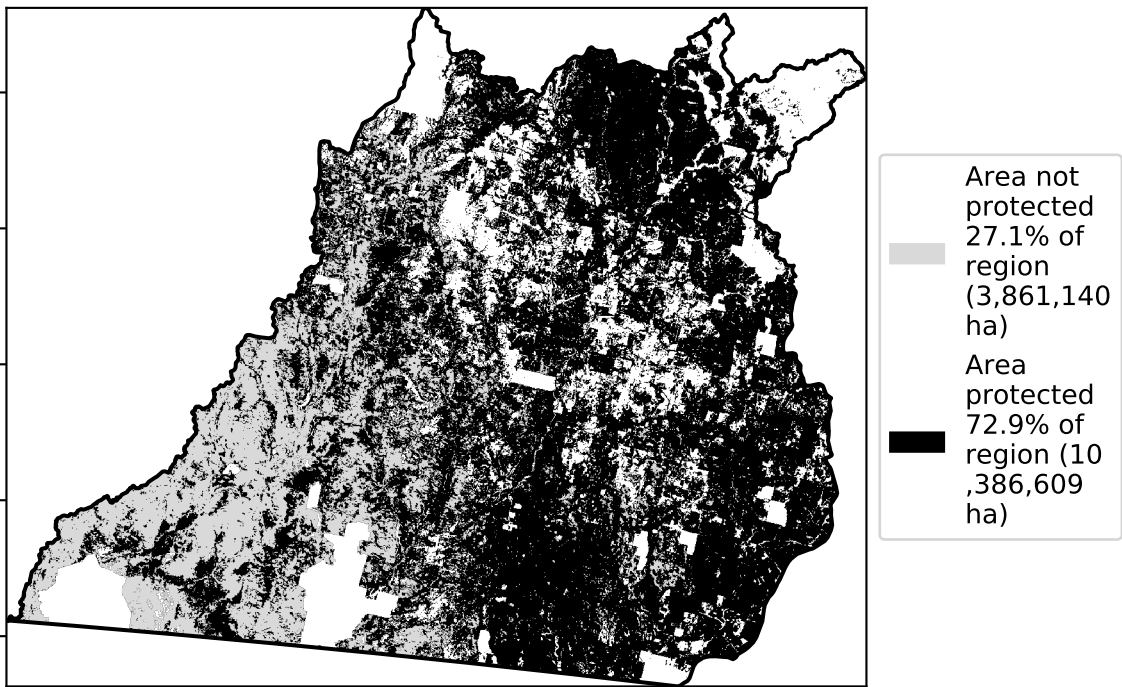 Area not
protected
27.1% of
region
(3,861,140
ha)
Area
protected
72.9% of
region (10
,386,609
ha)